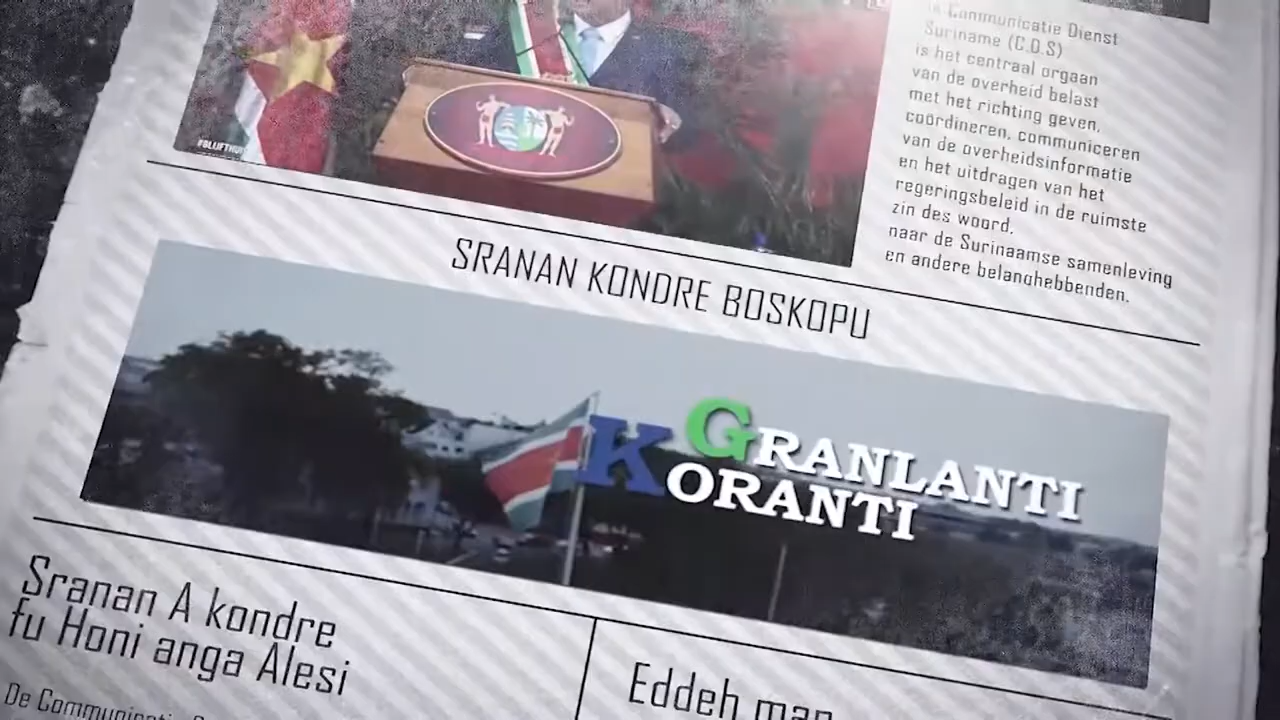 Communicatie Dienst
Suriname (C.D.S)
is het centraal orgaan
van de overheid belast
met het richting geven,
coördineren, communiceren
van de overheidsinformatie
en het uitdragen van het
regeringsbeleid in de ruimste
zin des woord,
naar de Surinaamse samenleving
en andere belanghebbenden.
SRANAN KONDRE BOSKOPU
K GRANLANTI
ORANTI
Sranan A kondre
fu Honi anga Alesi
Eddeh man
De